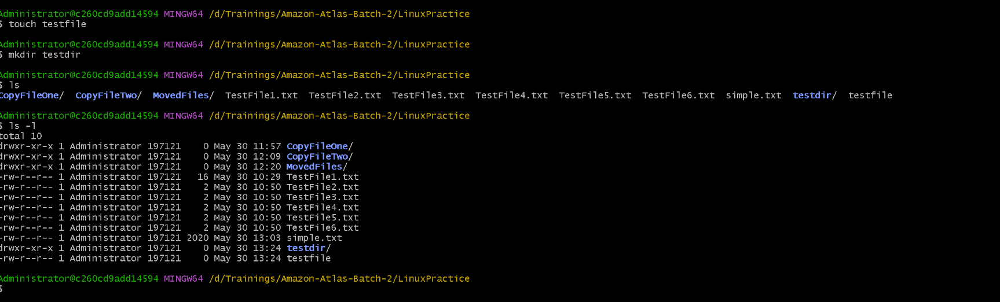 Administrator@c260cd9add14594 MINGW64 /d/Trainings/Amazon-Atlas-Batch-2/LinuxPractice
$ touch testfile
Administrator@c260cd9add14594 MINGW64 /d/Trainings/Amazon-Atlas-Batch-2/LinuxPractice
$ mkdir testdir
Administrator@c260cd9add14594 MINGW64 /d/Trainings/Amazon-Atlas-Batch-2/LinuxPractice
$ ls
CopyFileOne/  CopyFileTwo/  MovedFiles/  TestFile1.txt  TestFile2.txt  TestFile3.txt  TestFile4.txt  TestFile5.txt  TestFile6.txt  simple.txt  testdir/  testfile
Administrator@c260cd9add14594 MINGW64 /d/Trainings/Amazon-Atlas-Batch-2/LinuxPractice
$ ls -l
total 10
drwxr-xr-x 1 Administrator 197121    0 May 30 11:57 CopyFileOne/
drwxr-xr-x 1 Administrator 197121    0 May 30 12:09 CopyFileTwo/
drwxr-xr-x 1 Administrator 197121    0 May 30 12:20 MovedFiles/
-rw-r--r-- 1 Administrator 197121   16 May 30 10:29 TestFile1.txt
-rw-r--r-- 1 Administrator 197121    2 May 30 10:50 TestFile2.txt
-rw-r--r-- 1 Administrator 197121    2 May 30 10:50 TestFile3.txt
-rw-r--r-- 1 Administrator 197121    2 May 30 10:50 TestFile4.txt
-rw-r--r-- 1 Administrator 197121    2 May 30 10:50 TestFile5.txt
-rw-r--r-- 1 Administrator 197121    2 May 30 10:50 TestFile6.txt
-rw-r--r-- 1 Administrator 197121 2020 May 30 13:03 simple.txt
drwxr-xr-x 1 Administrator 197121    0 May 30 13:24 testdir/
-rw-r--r-- 1 Administrator 197121    0 May 30 13:24 testfile
Administrator@c260cd9add14594 MINGW64 /d/Trainings/Amazon-Atlas-Batch-2/LinuxPractice
$